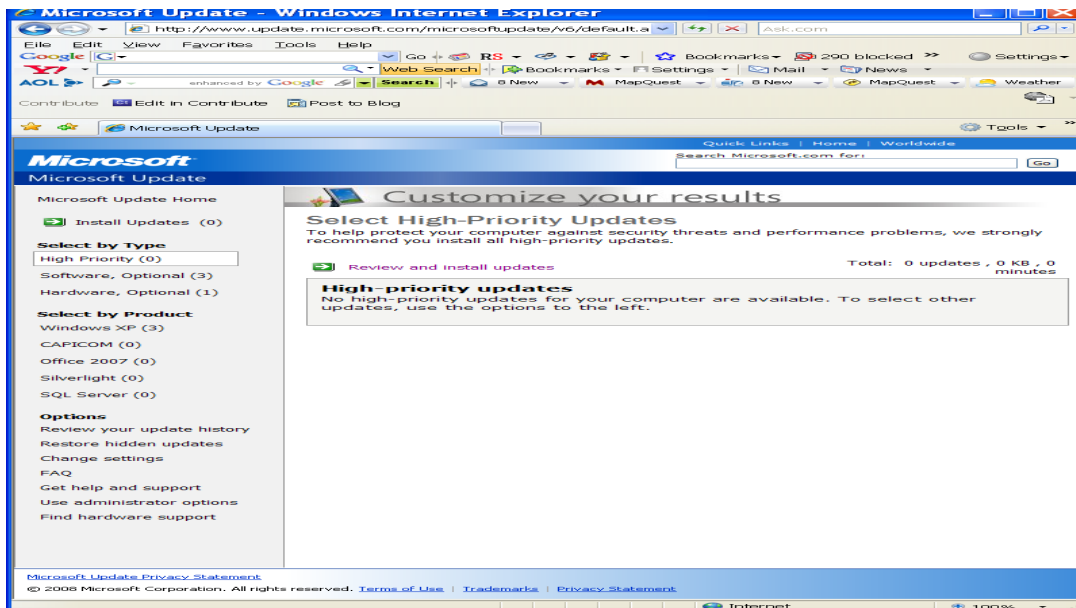 Microsoft Update - Windows Internet Explorer
http://www.update.microsoft.com/microsoftupdate/v6/default.a
Ask.com
File Edit View Favorites Tools Help
Google G Go RS Bookmarks 290 blocked >> Settings
Y! Web Search Bookmarks Settings Mail News
AOL enhanced by Google Search 8 New MapQuest 8 New MapQuest Weather
Contribute Edit in Contribute Post to Blog
Microsoft Update Tools >>
Quick Links | Home | Worldwide
Microsoft
Search Microsoft.com for:
Go
Microsoft Update
Microsoft Update Home
Install Updates (0)
Select by Type
High Priority (0)
Software, Optional (3)
Hardware, Optional (1)
Select by Product
Windows XP (3)
CAPICOM (0)
Office 2007 (0)
Silverlight (0)
SQL Server (0)
Options
Review your update history
Restore hidden updates
Change settings
FAQ
Get help and support
Use administrator options
Find hardware support
Customize your results
Select High-Priority Updates
To help protect your computer against security threats and performance problems, we strongly
recommend you install all high-priority updates.
Review and install updates
Total: 0 updates , 0 KB , 0
minutes
High-priority updates
No high-priority updates for your computer are available. To select other
updates, use the options to the left.
Microsoft Update Privacy Statement
© 2008 Microsoft Corporation. All rights reserved. Terms of Use | Trademarks | Privacy Statement
Internet 100%